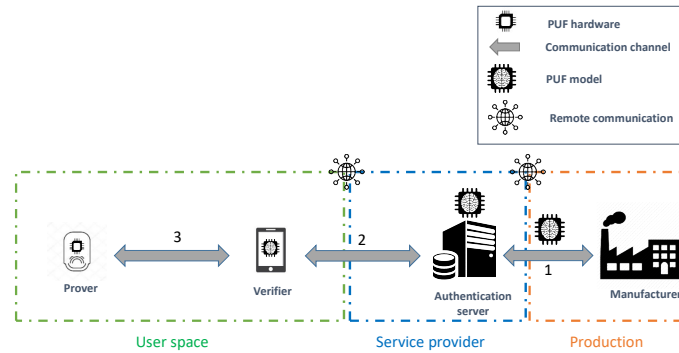 PUF hardware
Communication channel
PUF model
Remote communication
3
2
1
Prover
Verifier
Authentication
server
Manufacturer
User space
Service provider
Production